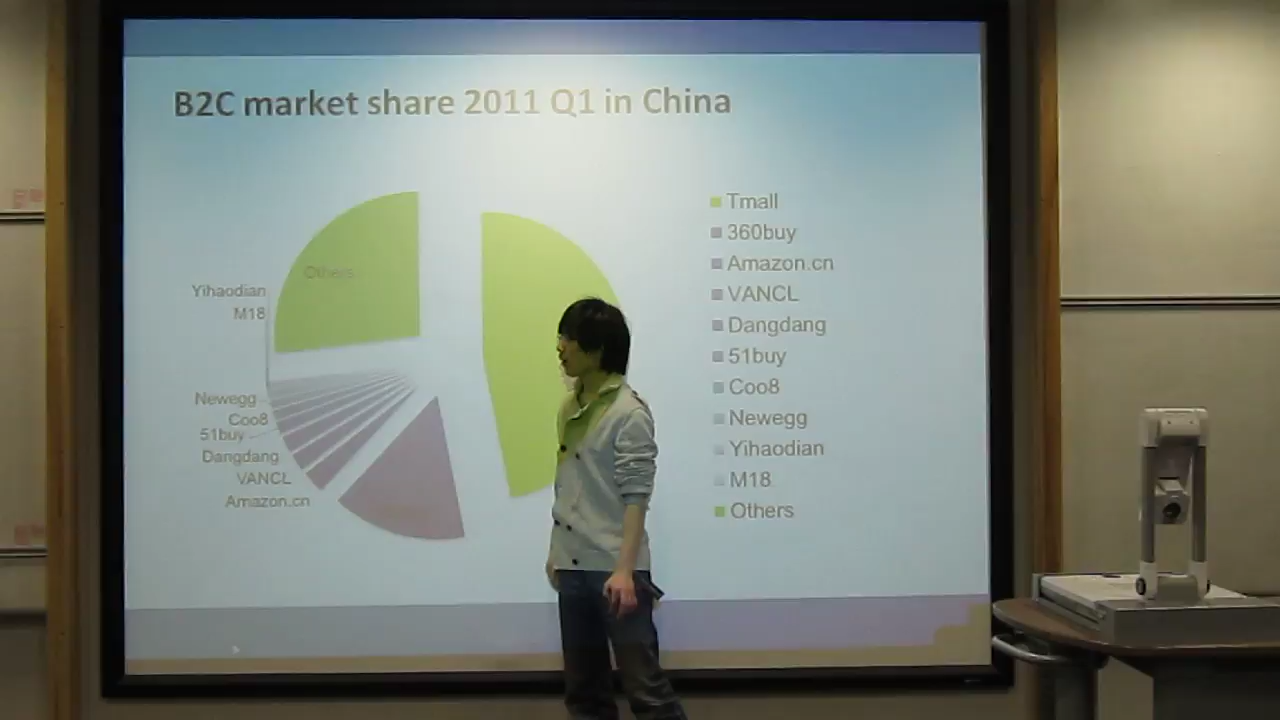 B2C market share 2011 Q1 in China
Others
Yihaodian
M18
Newegg
Coo8
51buy
Dangdang
VANCL
Amazon.cn
Tmall
360buy
Amazon.cn
VANCL
Dangdang
51buy
Coo8
Newegg
Yihaodian
M18
Others